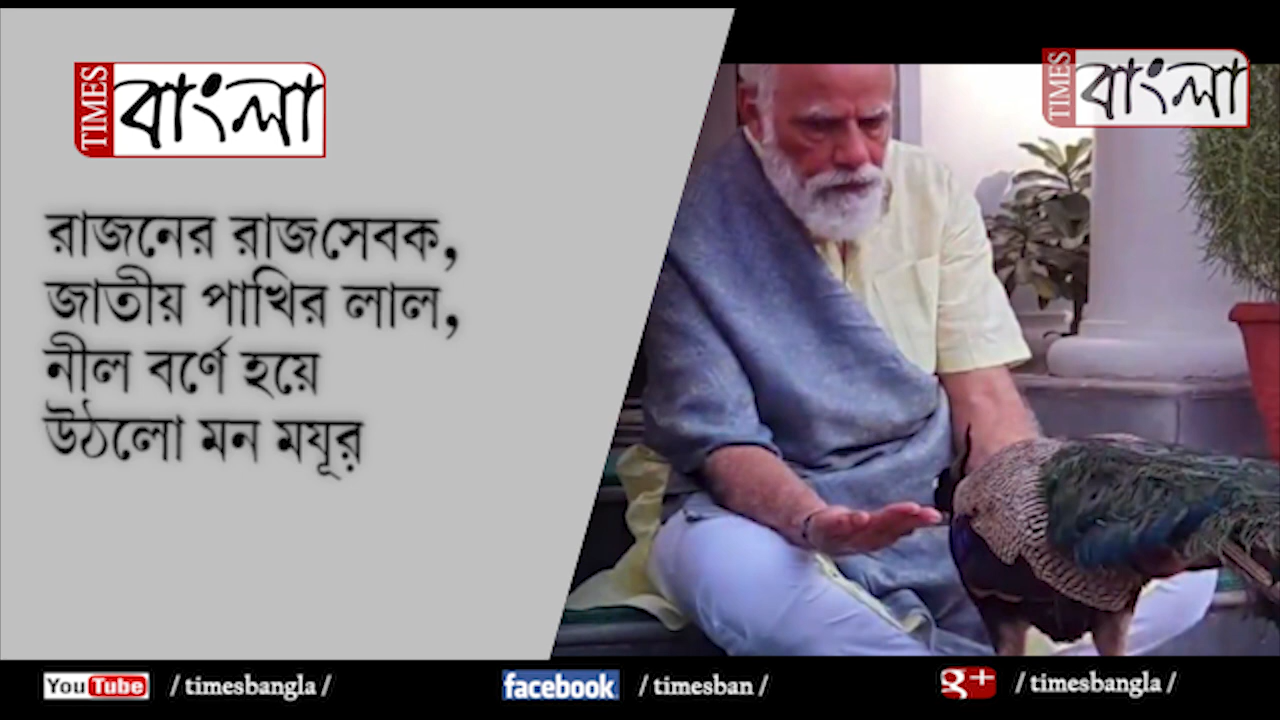 TIMES বাংলা
TIMES বাংলা
রাজনের রাজসেবক,
জাতীয় পাখির লাল,
নীল বর্ণে হয়ে
উঠলো মন ময়ূর
YouTube / timesbangla /
facebook / timesban /
g+ / timesbangla /